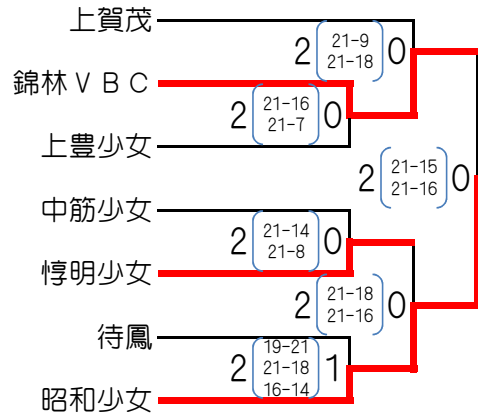 上賀茂
2 21-9 0
21-18
錦林ＶＢＣ
2 21-16 0
21-7
上豊少女
2 21-15 0
21-16
中筋少女
2 21-14 0
21-8
惇明少女
2 21-18 0
21-16
待鳳
19-21
2 21-18 1
16-14
昭和少女